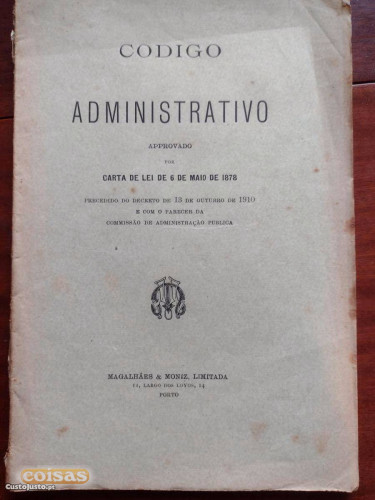 CODIGO
ADMINISTRATIVO
APPROVADO
POR
CARTA DE LEI DE 6 DE MAIO DE 1878
PRECEDIDO DO DECRETO DE 13 DE OUTUBRO DE 1910
E COM O PARECER DA
COMMISSÃO DE ADMINISTRAÇÃO PUBLICA
MAGALHÃES & MONIZ, LIMITADA
LARGO DOS LOYOS, 14
PORTO
coisas
CustoJusto.pt